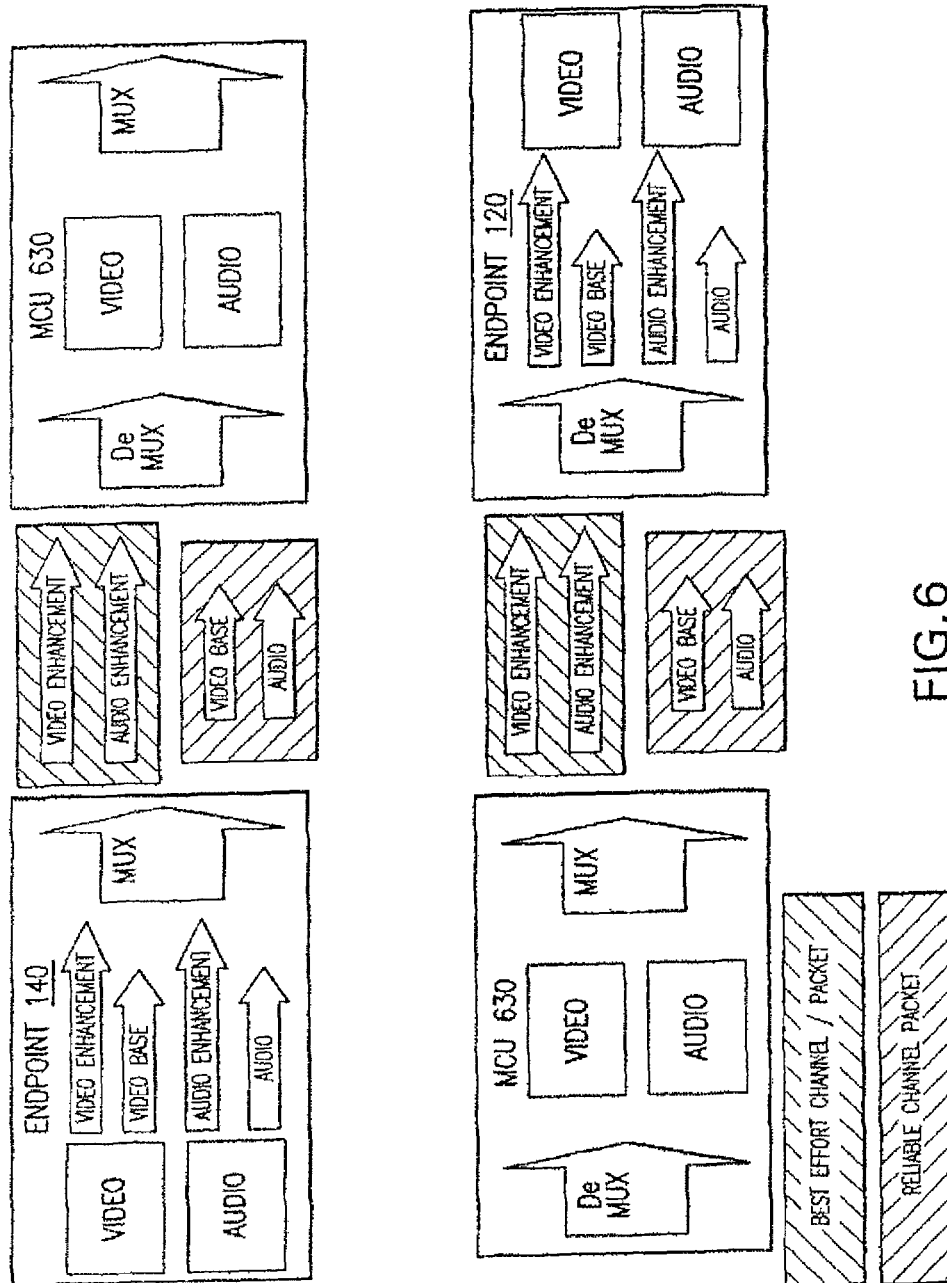 ENDPOINT 140
VIDEO
AUDIO
VIDEO ENHANCEMENT
VIDEO BASE
AUDIO ENHANCEMENT
AUDIO
MUX
VIDEO ENHANCEMENT
AUDIO ENHANCEMENT
VIDEO BASE
AUDIO
MCU 630
De
MUX
VIDEO
AUDIO
MUX
MCU 630
De
MUX
VIDEO
AUDIO
MUX
VIDEO ENHANCEMENT
AUDIO ENHANCEMENT
VIDEO BASE
AUDIO
ENDPOINT 120
De
MUX
VIDEO ENHANCEMENT
VIDEO BASE
AUDIO ENHANCEMENT
AUDIO
VIDEO
AUDIO
BEST EFFORT CHANNEL / PACKET
RELIABLE CHANNEL PACKET
FIG.6